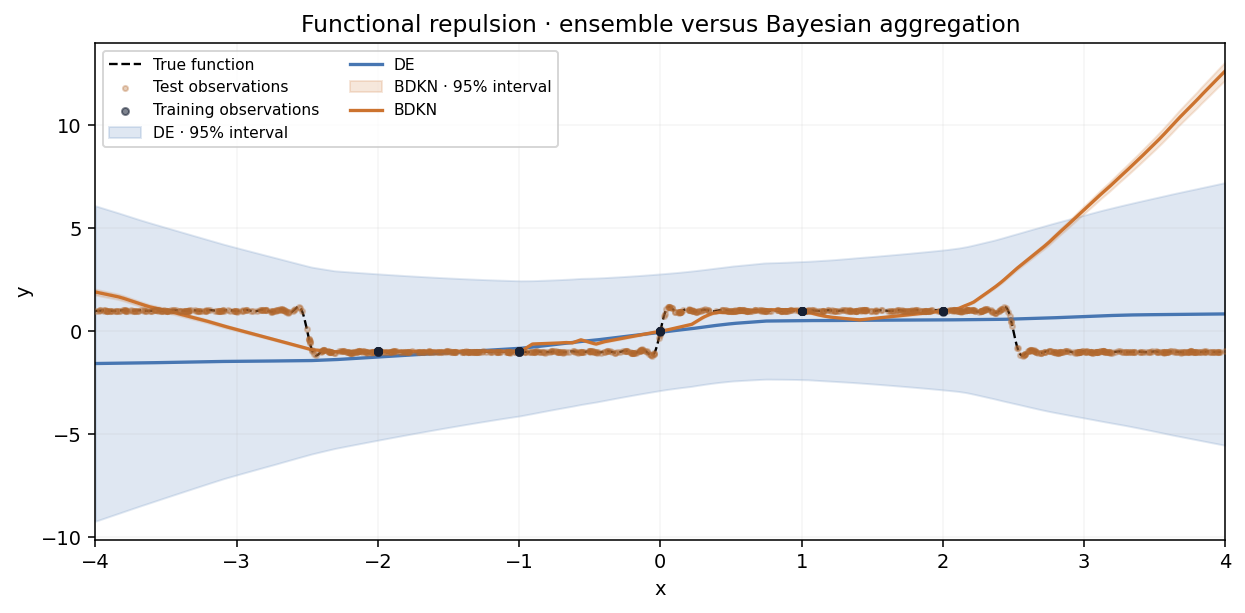 Functional repulsion · ensemble versus Bayesian aggregation
True function
Test observations
Training observations
DE · 95% interval
DE
BDKN · 95% interval
BDKN
10
5
0
−5
−10
y
−4
−3
−2
−1
0
1
2
3
4
x